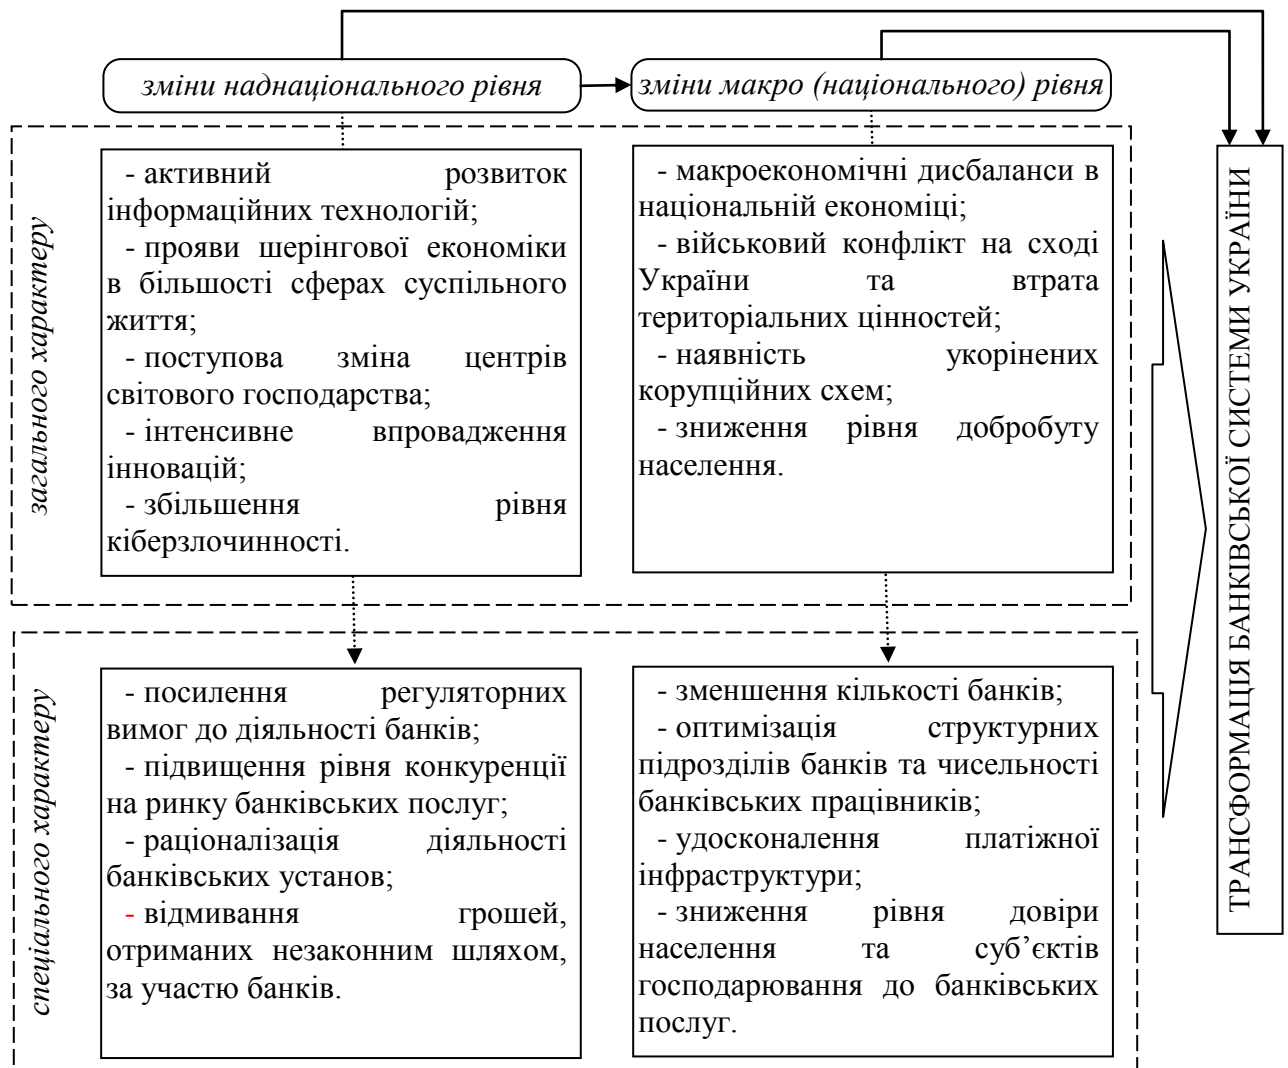 зміни наднаціонального рівня
зміни макро (національного) рівня
загального характеру
- активний розвиток
інформаційних технологій;
- прояви шерінгової економіки
в більшості сферах суспільного
життя;
- поступова зміна центрів
світового господарства;
- інтенсивне впровадження
інновацій;
- збільшення рівня
кіберзлочинності.
- макроекономічні дисбаланси в
національній економіці;
- військовий конфлікт на сході
України та втрата
територіальних цінностей;
- наявність укорінених
корупційних схем;
- зниження рівня добробуту
населення.
спеціального характеру
- посилення регуляторних
вимог до діяльності банків;
- підвищення рівня конкуренції
на ринку банківських послуг;
- раціоналізація діяльності
банківських установ;
- відмивання грошей,
отриманих незаконним шляхом,
за участю банків.
- зменшення кількості банків;
- оптимізація структурних
підрозділів банків та чисельності
банківських працівників;
- удосконалення платіжної
інфраструктури;
- зниження рівня довіри
населення та суб’єктів
господарювання до банківських
послуг.
ТРАНСФОРМАЦІЯ БАНКІВСЬКОЇ СИСТЕМИ УКРАЇНИ